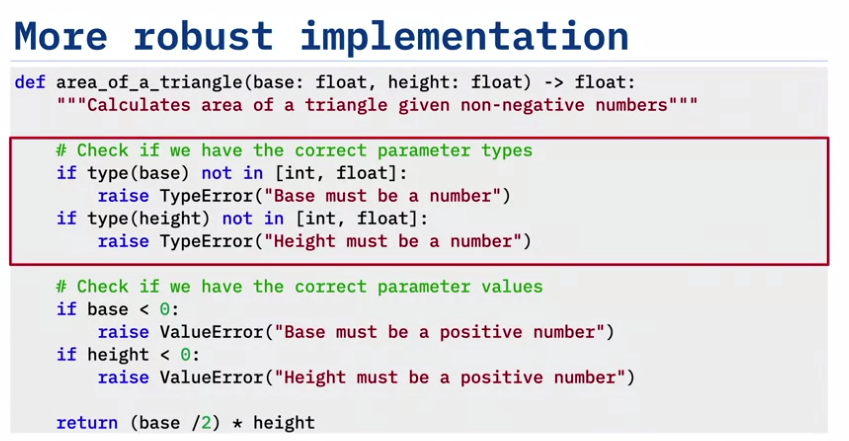 More robust implementation
def area_of_a_triangle(base: float, height: float) -> float:
    """Calculates area of a triangle given non-negative numbers"""
    # Check if we have the correct parameter types
    if type(base) not in [int, float]:
        raise TypeError("Base must be a number")
    if type(height) not in [int, float]:
        raise TypeError("Height must be a number")
    # Check if we have the correct parameter values
    if base < 0:
        raise ValueError("Base must be a positive number")
    if height < 0:
        raise ValueError("Height must be a positive number")
    return (base /2) * height